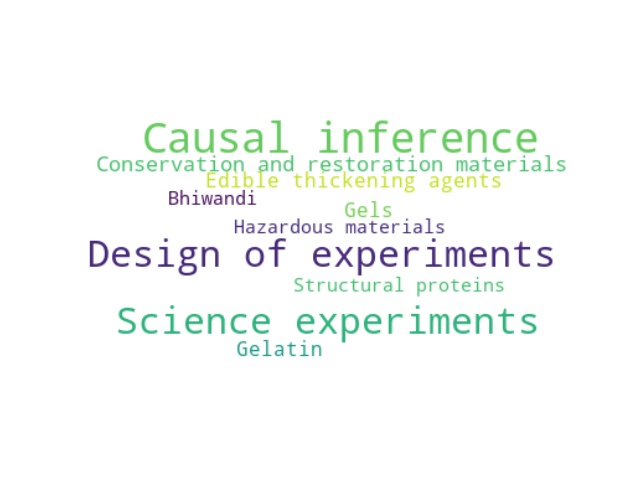 Causal inference
Conservation and restoration materials
Edible thickening agents
Bhiwandi
Gels
Hazardous materials
Design of experiments
Structural proteins
Science experiments
Gelatin